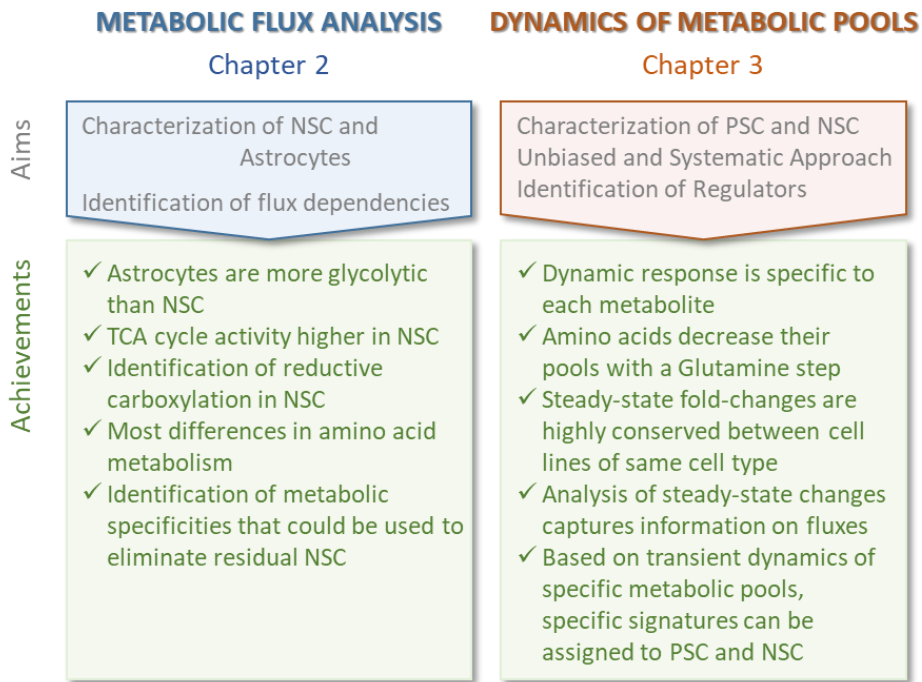 METABOLIC FLUX ANALYSIS
Chapter 2
Aims
Characterization of NSC and
Astrocytes
Identification of flux dependencies
Achievements
✓ Astrocytes are more glycolytic
than NSC
✓ TCA cycle activity higher in NSC
✓ Identification of reductive
carboxylation in NSC
✓ Most differences in amino acid
metabolism
✓ Identification of metabolic
specificities that could be used to
eliminate residual NSC
DYNAMICS OF METABOLIC POOLS
Chapter 3
Characterization of PSC and NSC
Unbiased and Systematic Approach
Identification of Regulators
✓ Dynamic response is specific to
each metabolite
✓ Amino acids decrease their
pools with a Glutamine step
✓ Steady-state fold-changes are
highly conserved between cell
lines of same cell type
✓ Analysis of steady-state changes
captures information on fluxes
✓ Based on transient dynamics of
specific metabolic pools,
specific signatures can be
assigned to PSC and NSC